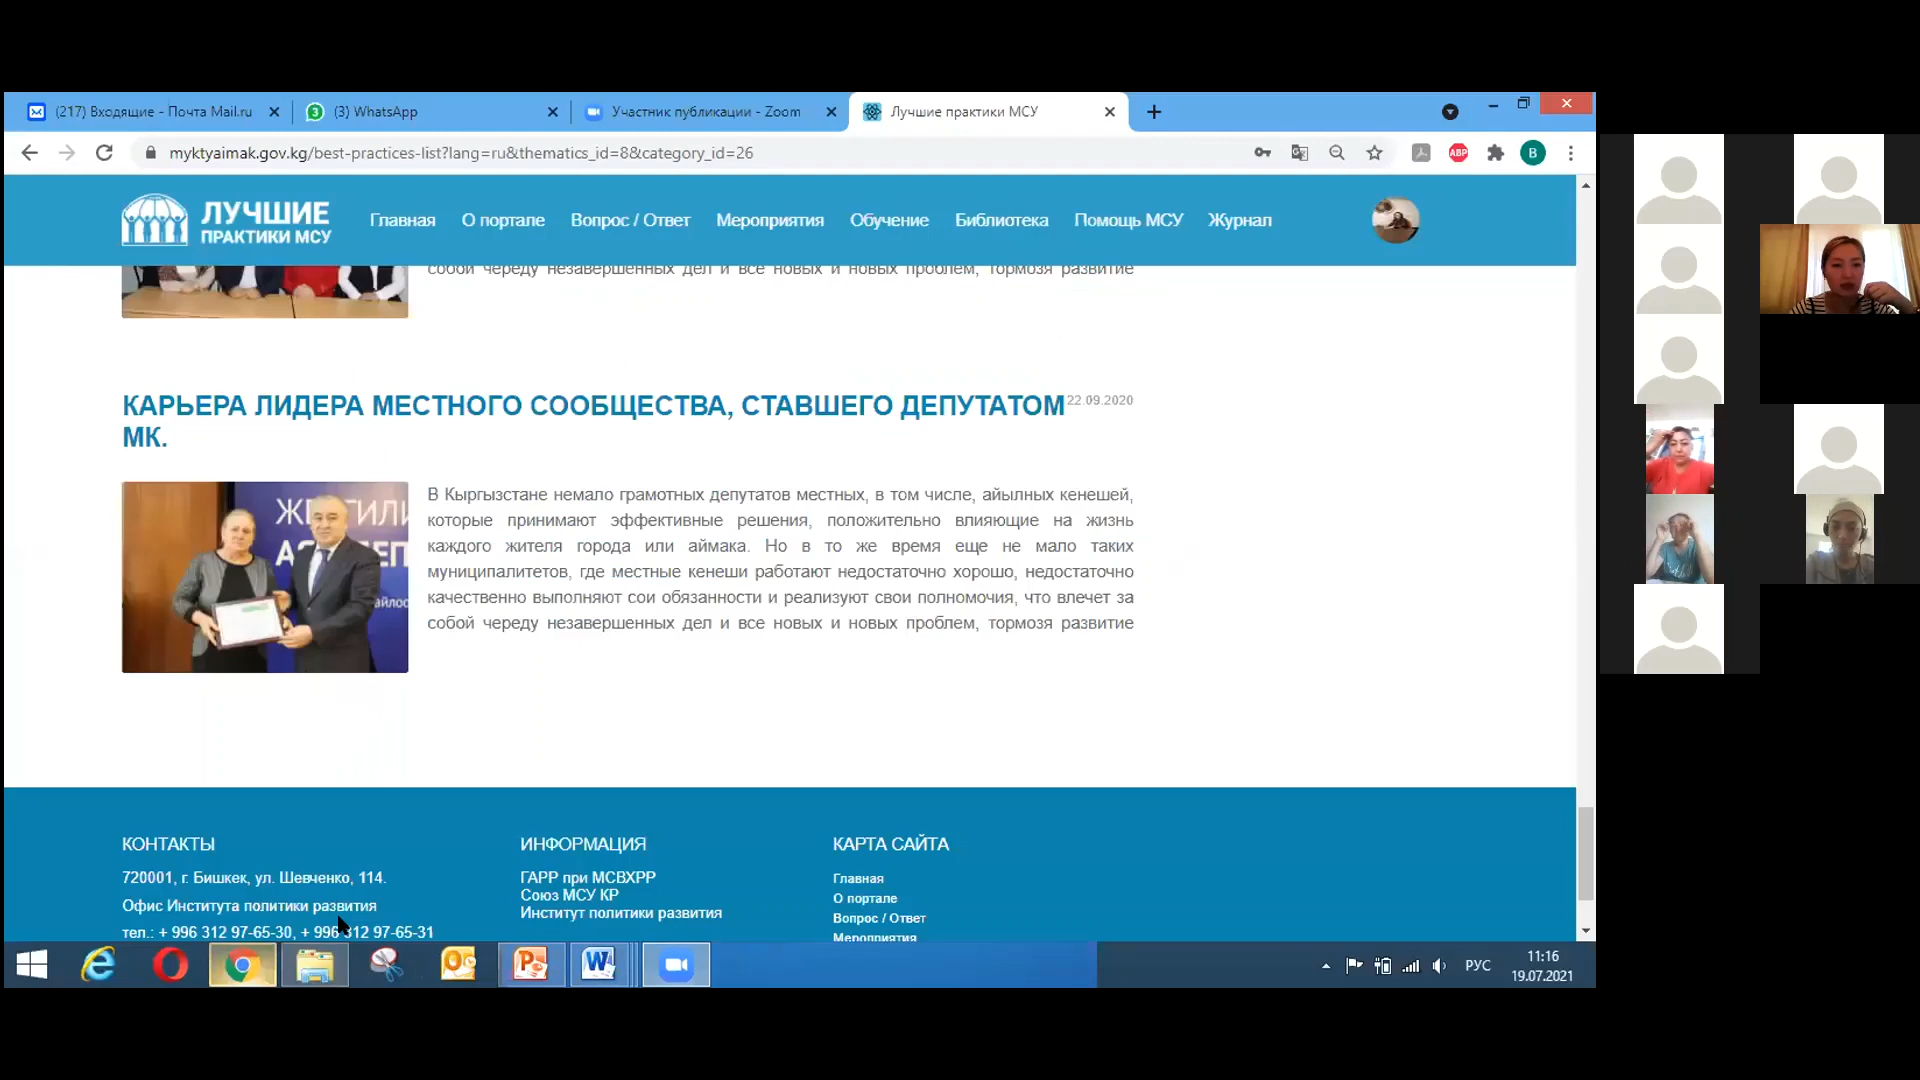 (217) Входящие - Почта Mail.ru
3 (3) WhatsApp
Участник публикации - Zoom
Лучшие практики МСУ
myktyaimak.gov.kg/best-practices-list?lang=ru&thematics_id=8&category_id=26
ABP
B
ЛУЧШИЕ
ПРАКТИКИ МСУ
Главная О портале Вопрос / Ответ Мероприятия Обучение Библиотека Помощь МСУ Журнал
собой череду незавершенных дел и все новых и новых проблем, тормозя развитие
КАРЬЕРА ЛИДЕРА МЕСТНОГО СООБЩЕСТВА, СТАВШЕГО ДЕПУТАТОМ
МК.
22.09.2020
В Кыргызстане немало грамотных депутатов местных, в том числе, айылных кенешей,
которые принимают эффективные решения, положительно влияющие на жизнь
каждого жителя города или аймака. Но в то же время еще не мало таких
муниципалитетов, где местные кенеши работают недостаточно хорошо, недостаточно
качественно выполняют сои обязанности и реализуют свои полномочия, что влечет за
собой череду незавершенных дел и все новых и новых проблем, тормозя развитие
КОНТАКТЫ
720001, г. Бишкек, ул. Шевченко, 114.
Офис Института политики развития
тел.: + 996 312 97-65-30, + 996 312 97-65-31
ИНФОРМАЦИЯ
ГАРР при МСВХРР
Союз МСУ КР
Институт политики развития
КАРТА САЙТА
Главная
О портале
Вопрос / Ответ
Мероприятия
РУС
11:16
19.07.2021